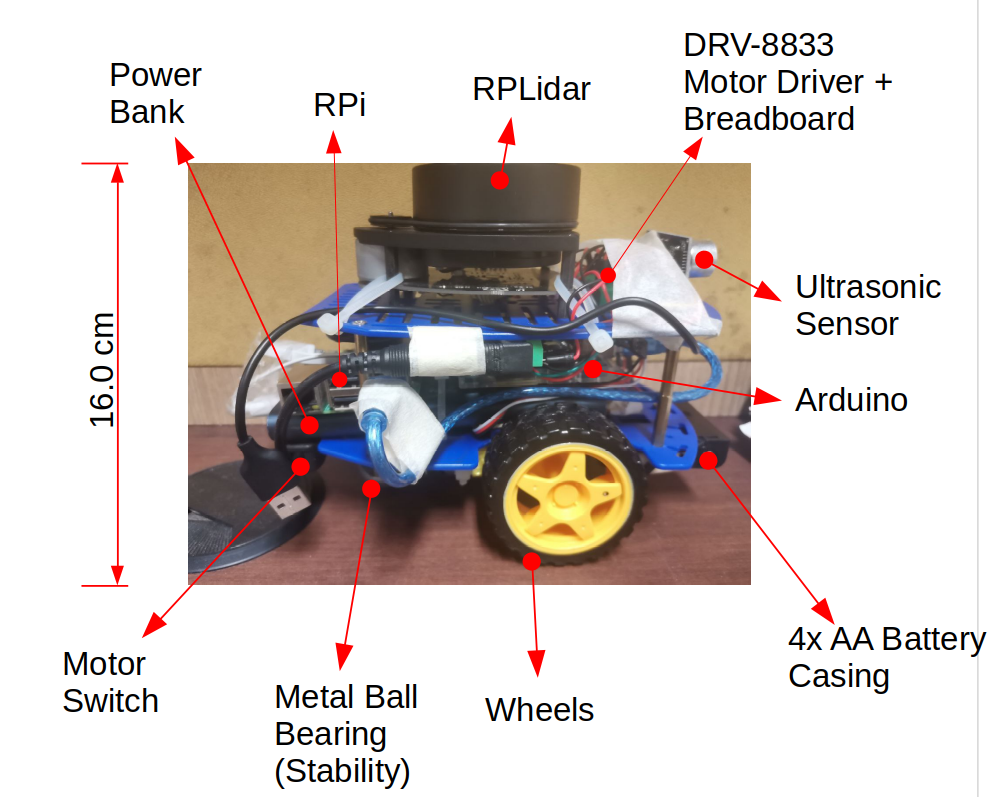 Power
Bank
RPi
RPLidar
DRV-8833
Motor Driver +
Breadboard
16.0 cm
Ultrasonic
Sensor
Arduino
Motor
Switch
Metal Ball
Bearing
(Stability)
Wheels
4x AA Battery
Casing